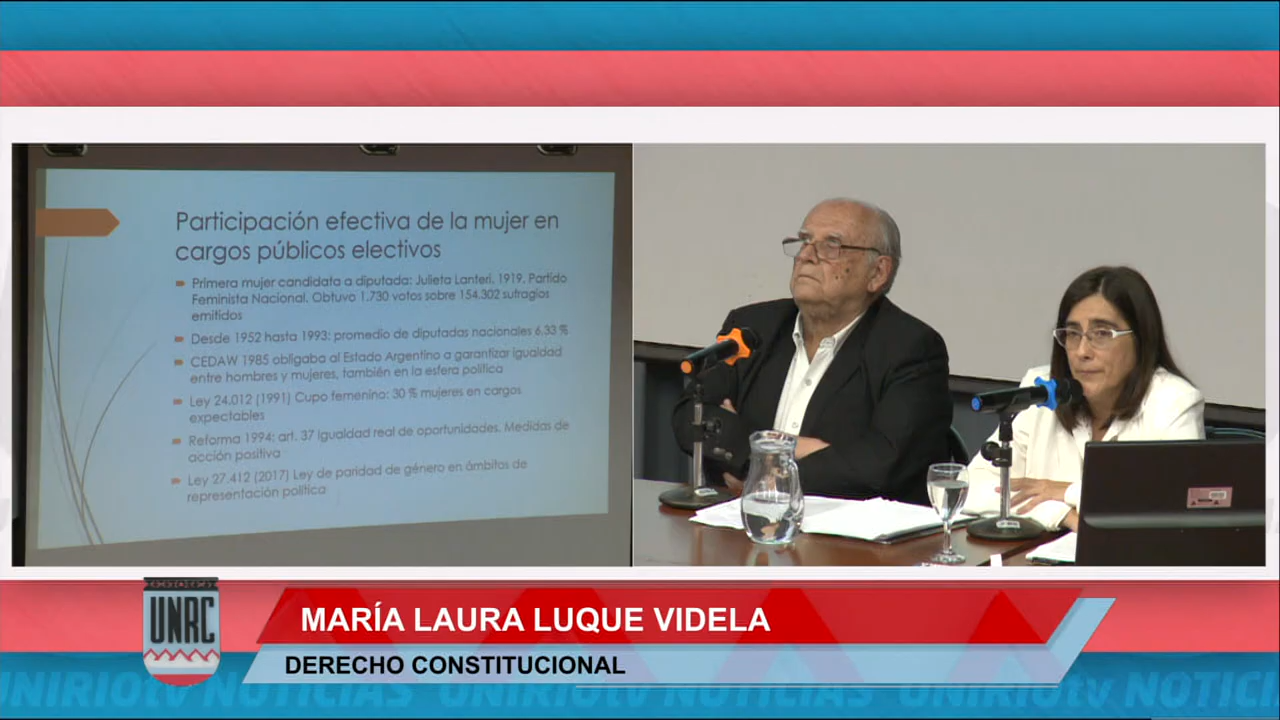 Participación efectiva de la mujer en
cargos públicos electivos
Primera mujer candidata a diputada: Julieta Lanteri. 1919. Partido
Feminista Nacional. Obtuvo 1.730 votos sobre 154.302 sufragios
emitidos
Desde 1952 hasta 1993: promedio de diputadas nacionales 6.33 %
CEDAW 1985 obligaba al Estado Argentino a garantizar igualdad
entre hombres y mujeres, también en la esfera política
Ley 24.012 (1991) Cupo femenino: 30 % mujeres en cargos
expectables
Reforma 1994: art. 37 Igualdad real de oportunidades. Medidas de
acción positiva
Ley 27.412 (2017) Ley de paridad de género en ámbitos de
representación política
UNRC
MARÍA LAURA LUQUE VIDELA
DERECHO CONSTITUCIONAL
UNIRIOtv NOTICIAS UNIRIOtv NOTICIAS UNIRIOtv NOTICI